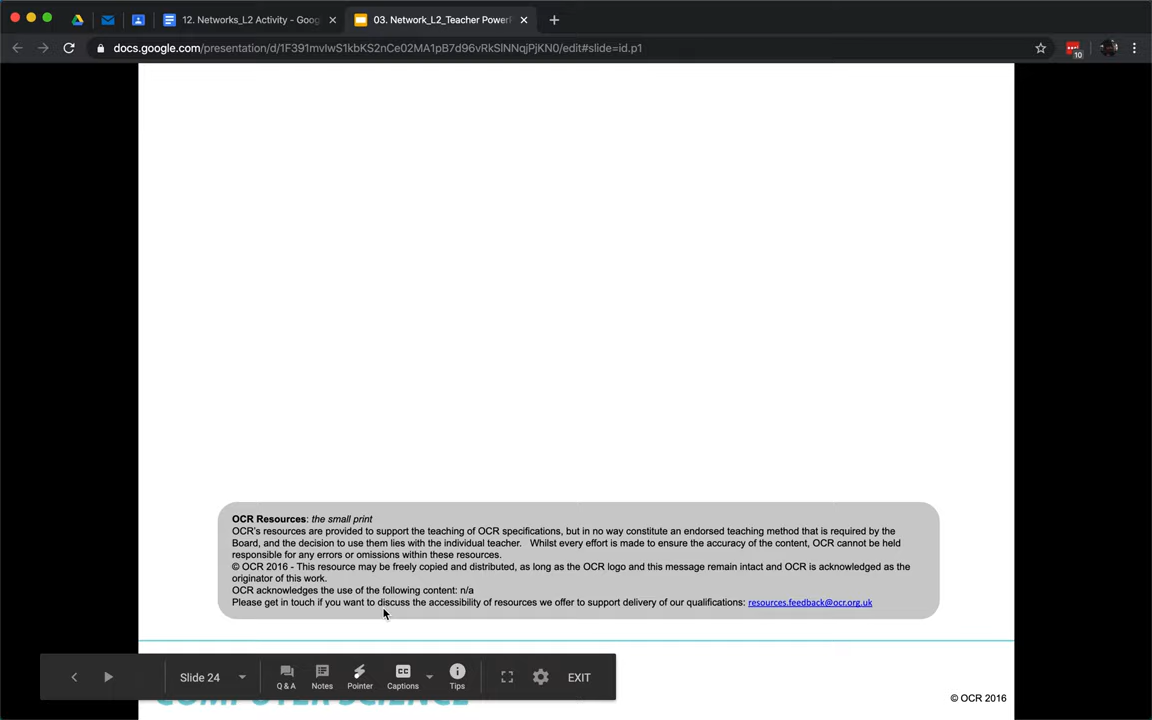 12. Networks_L2 Activity - Goog
03. Network_L2_Teacher PowerP
docs.google.com/presentation/d/1F391mvIwS1kbKS2nCe02MA1pB7d96vRkSlNNqjPjKN0/edit#slide=id.p1
10
OCR Resources: the small print
OCR's resources are provided to support the teaching of OCR specifications, but in no way constitute an endorsed teaching method that is required by the
Board, and the decision to use them lies with the individual teacher. Whilst every effort is made to ensure the accuracy of the content, OCR cannot be held
responsible for any errors or omissions within these resources.
© OCR 2016 - This resource may be freely copied and distributed, as long as the OCR logo and this message remain intact and OCR is acknowledged as the
originator of this work.
OCR acknowledges the use of the following content: n/a
Please get in touch if you want to discuss the accessibility of resources we offer to support delivery of our qualifications: resources.feedback@ocr.org.uk
Slide 24
Q & A
Notes
Pointer
CC
Captions
Tips
EXIT
COMPUTER SCIENCE
© OCR 2016